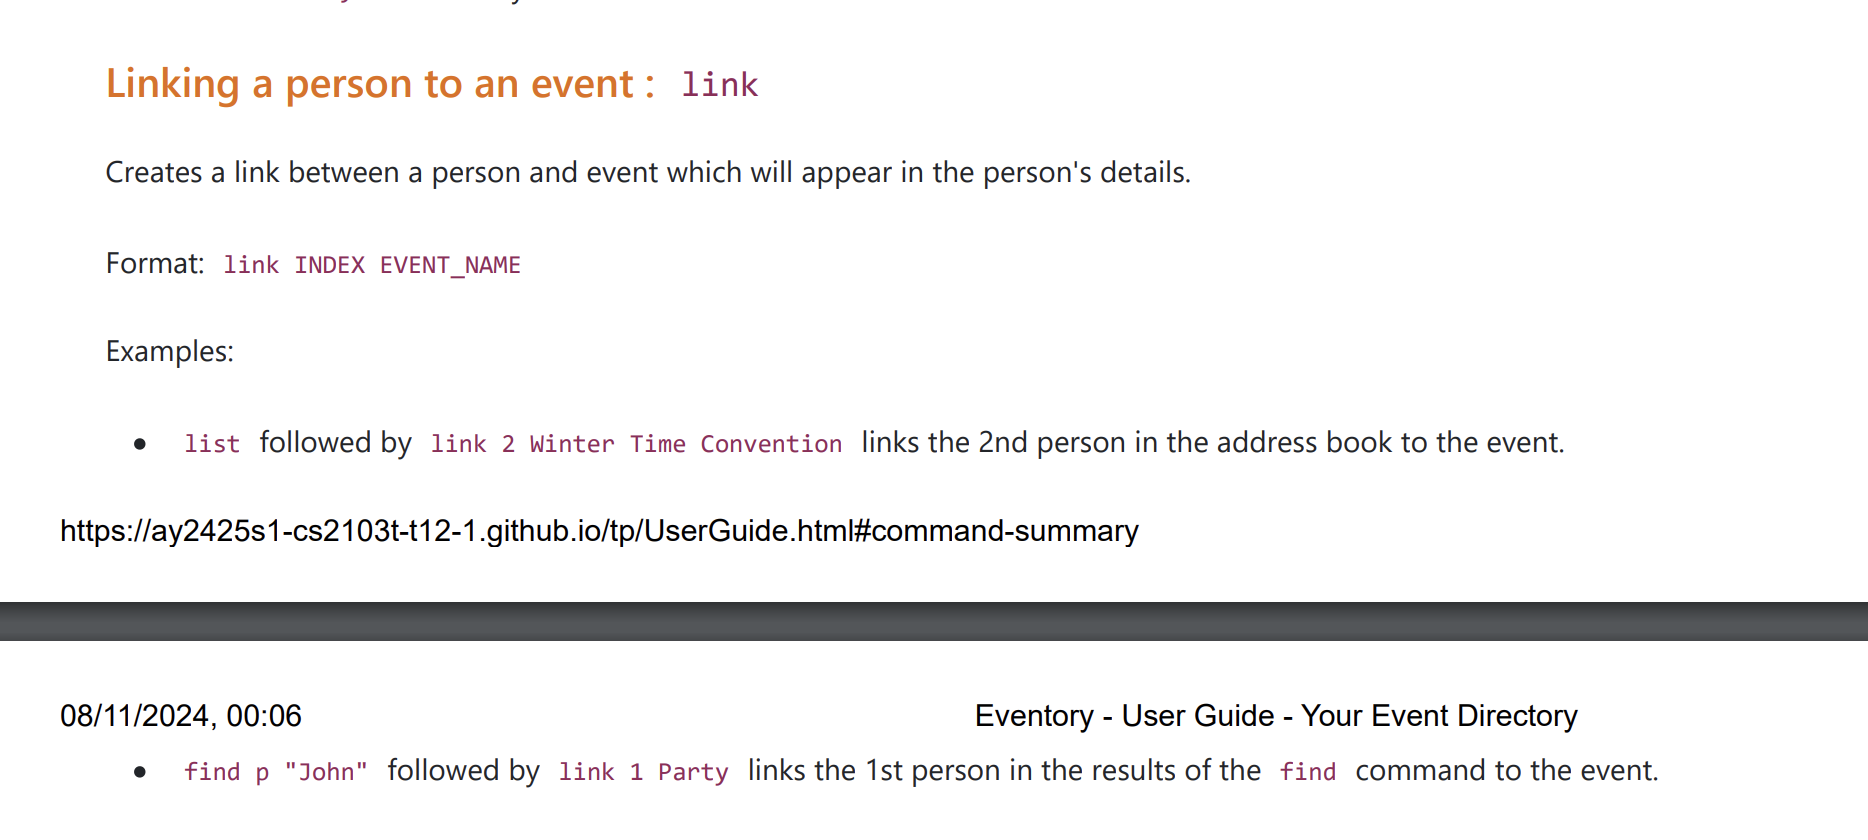 Linking a person to an event : link
Creates a link between a person and event which will appear in the person's details.
Format: link INDEX EVENT_NAME
Examples:
• list followed by link 2 Winter Time Convention links the 2nd person in the address book to the event.
https://ay2425s1-cs2103t-t12-1.github.io/tp/UserGuide.html#command-summary
08/11/2024, 00:06 Eventory - User Guide - Your Event Directory
• find p "John" followed by link 1 Party links the 1st person in the results of the find command to the event.